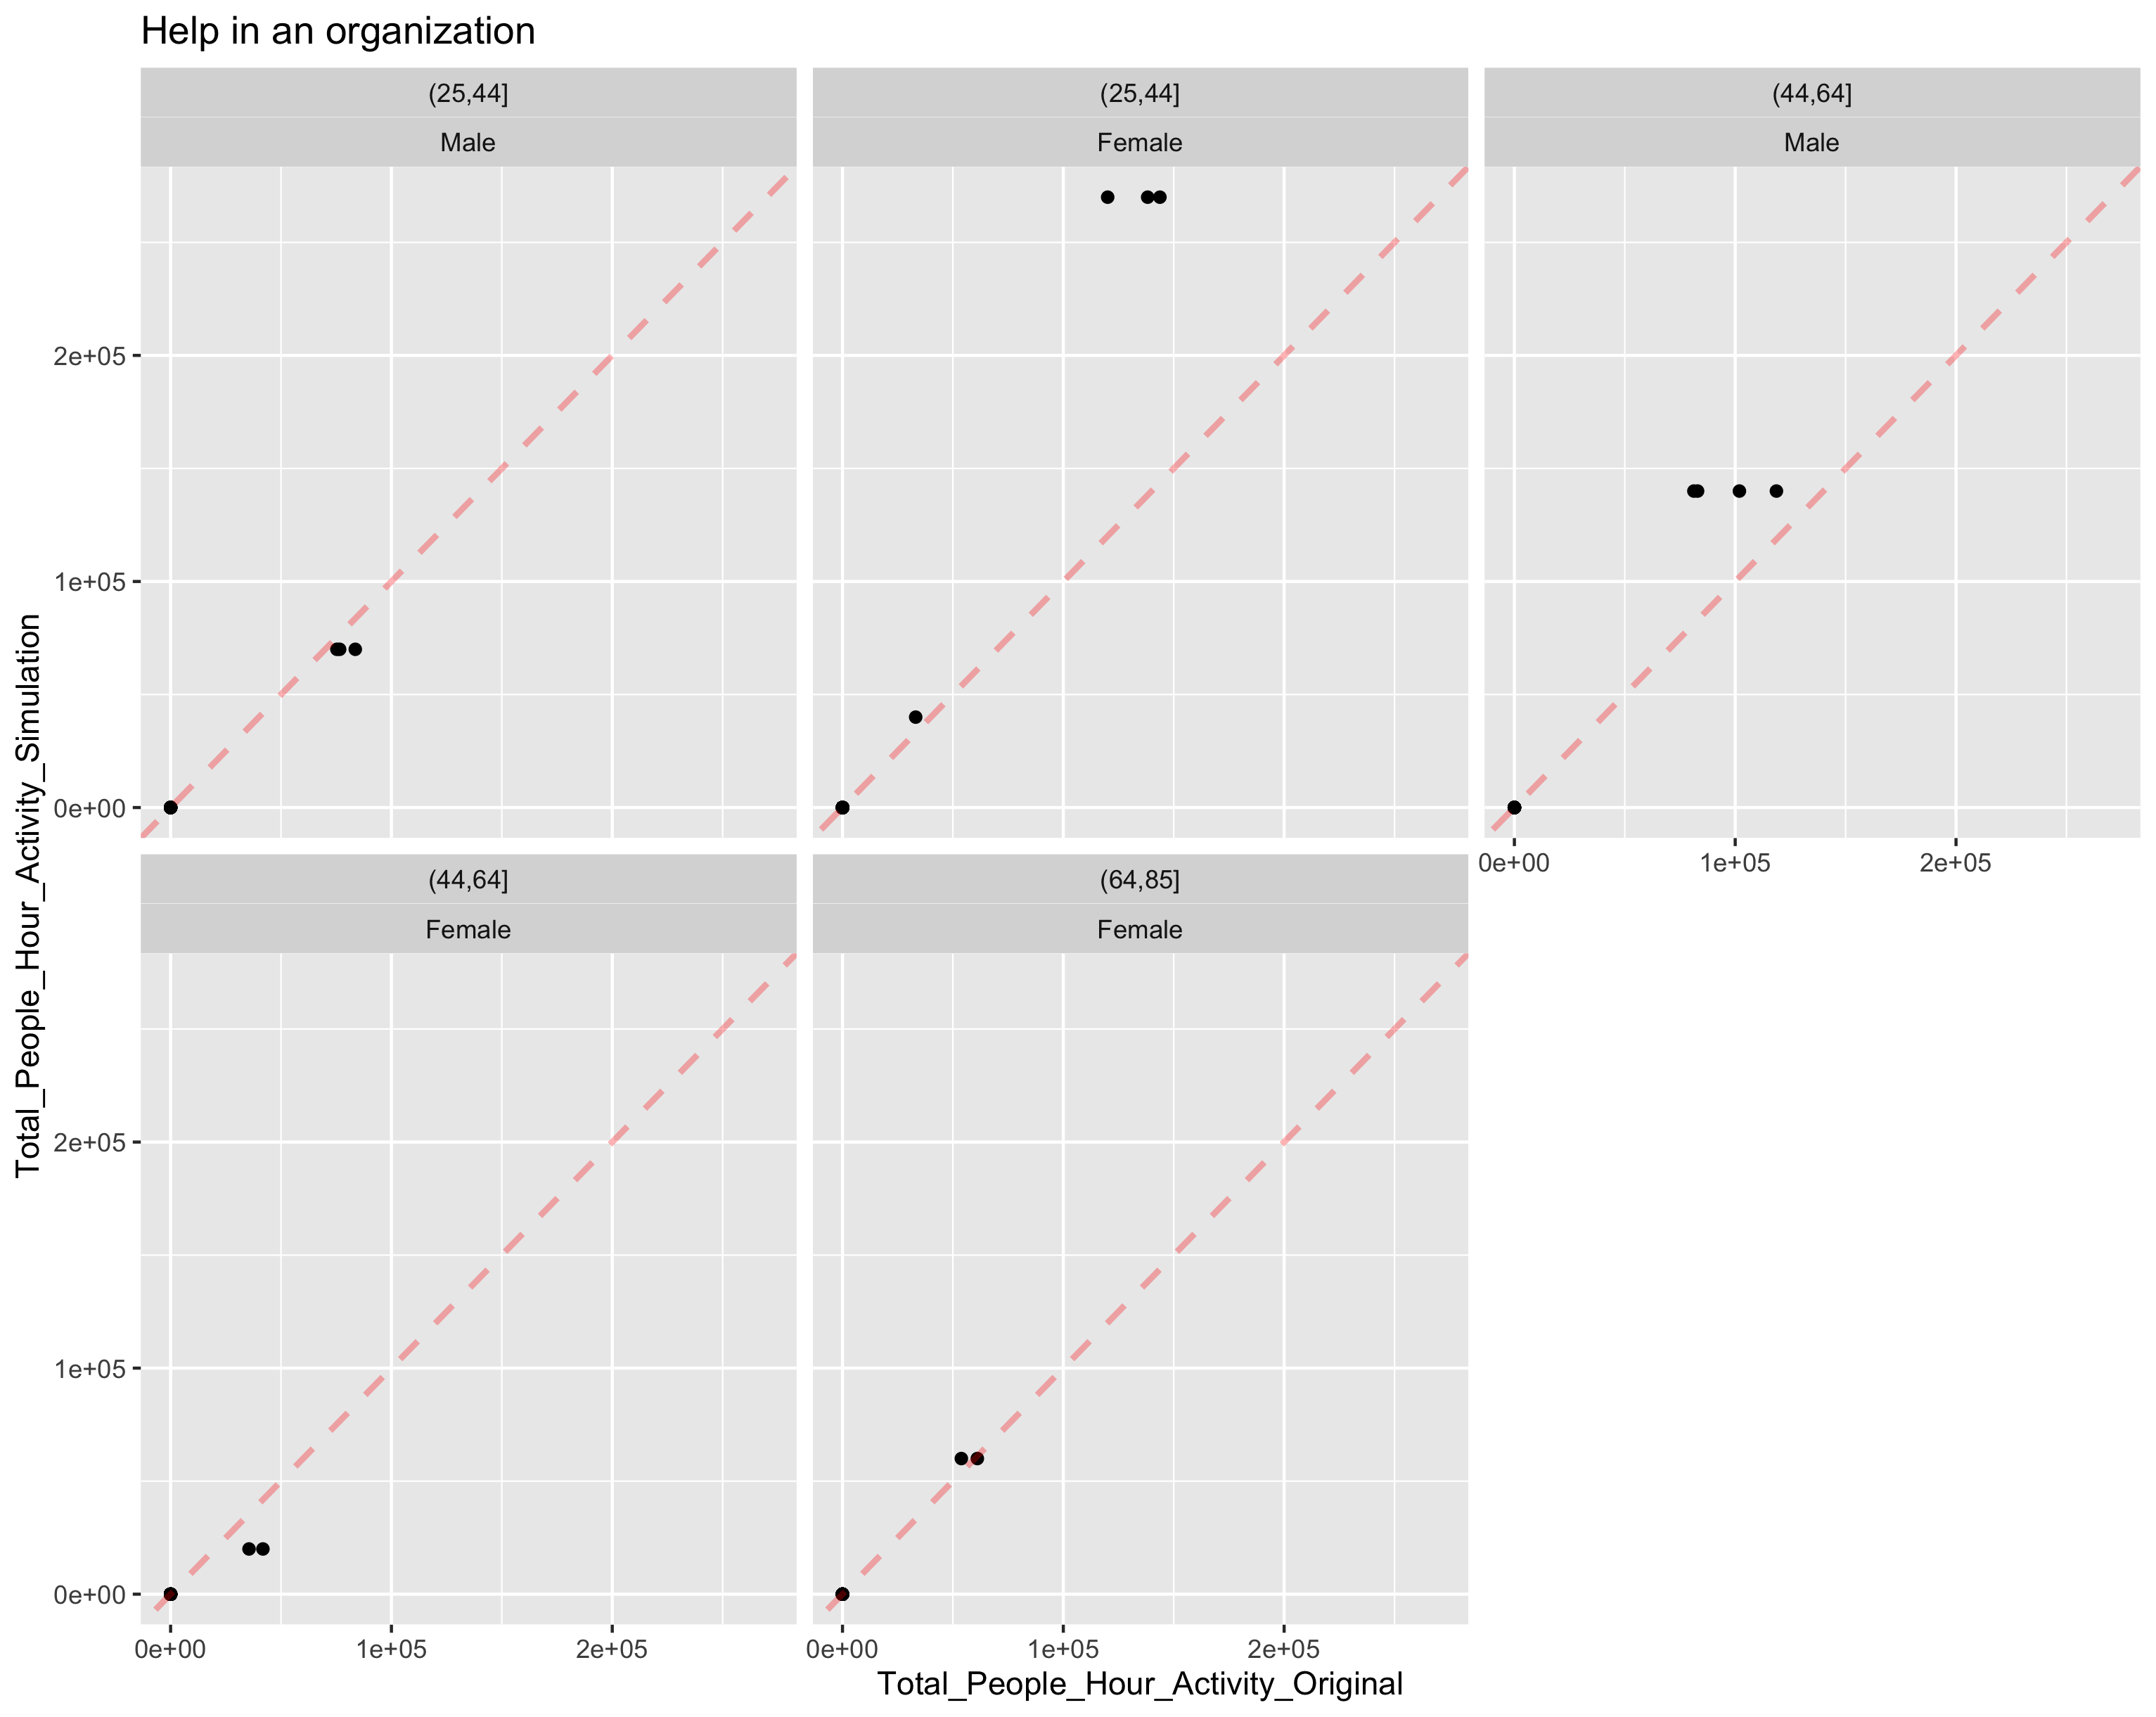 Help in an organization
(25,44]
Male
(25,44]
Female
(44,64]
Male
2e+05
1e+05
0e+00
0e+00
1e+05
2e+05
(44,64]
Female
(64,85]
Female
2e+05
1e+05
0e+00
0e+00
1e+05
2e+05
0e+00
1e+05
2e+05
Total_People_Hour_Activity_Original
Total_People_Hour_Activity_Simulation